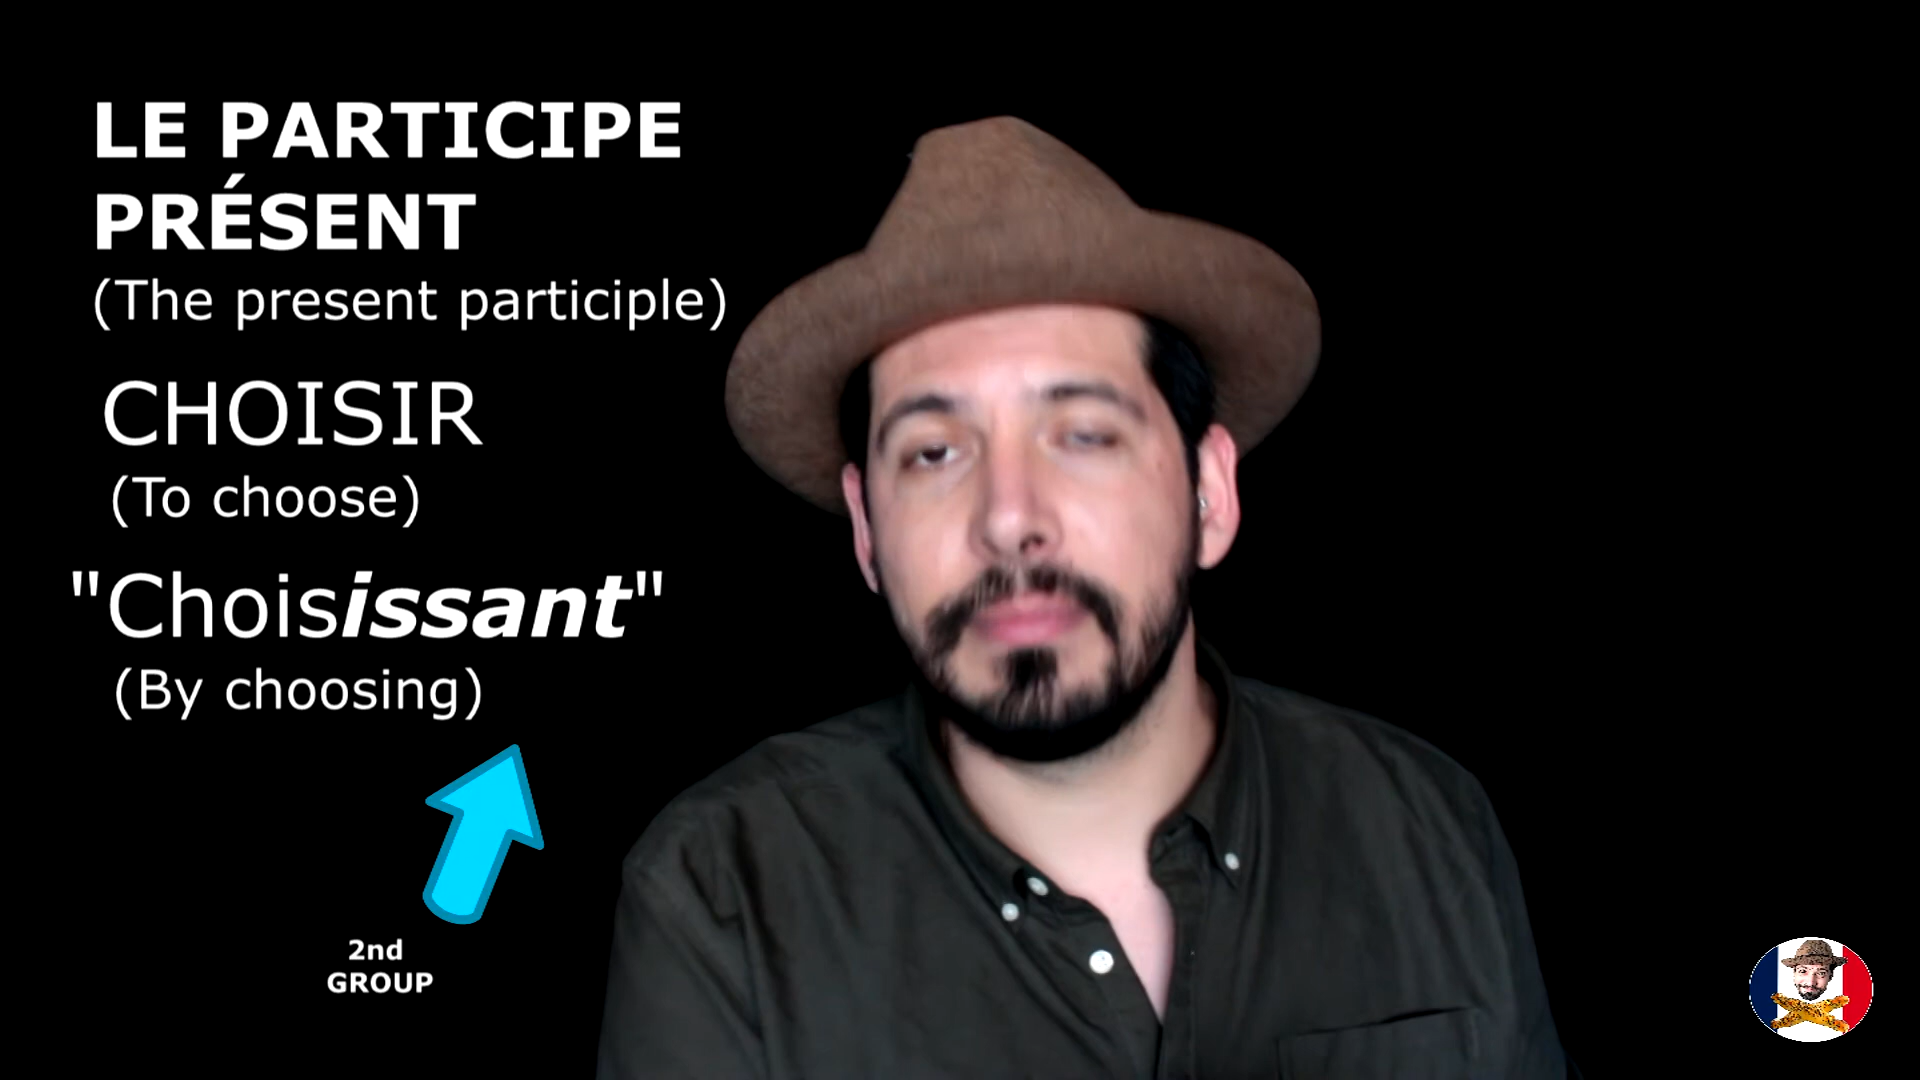 LE PARTICIPE
PRÉSENT
(The present participle)
CHOISIR
(To choose)
"Choisissant"
(By choosing)
2nd
GROUP